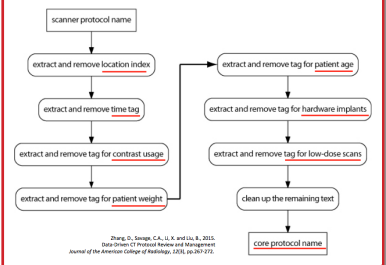 scanner protocol name
extract and remove location index
extract and remove time tag
extract and remove tag for contrast usage
extract and remove tag for patient weight
extract and remove tag for patient age
extract and remove tag for hardware implants
extract and remove tag for low-dose scans
clean up the remaining text
core protocol name
Zhang, D., Savage, C.A., Li, X. and Liu, B., 2015.
Data-Driven CT Protocol Review and Management
Journal of the American College of Radiology, 12(3), pp.267-272.